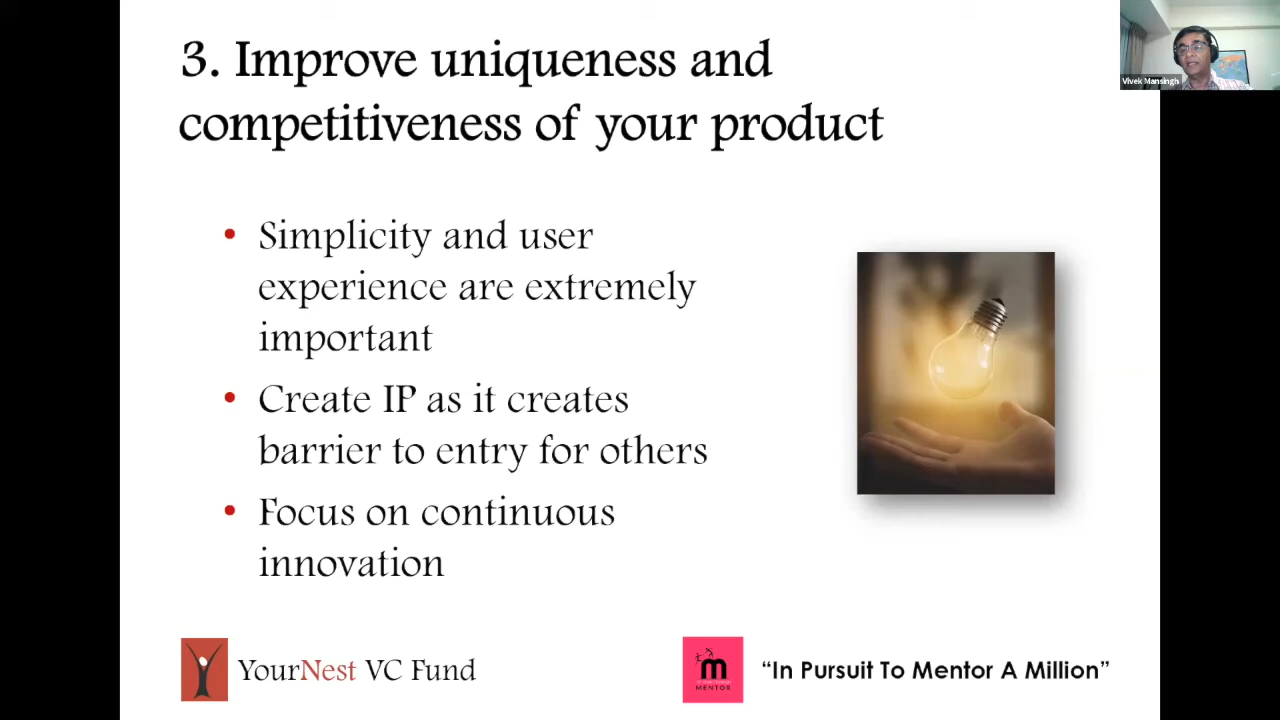 3. Improve uniqueness and
competitiveness of your product
Vivek Mansingh
• Simplicity and user
experience are extremely
important
• Create IP as it creates
barrier to entry for others
• Focus on continuous
innovation
YourNest VC Fund
m
MENTOR
“In Pursuit To Mentor A Million”